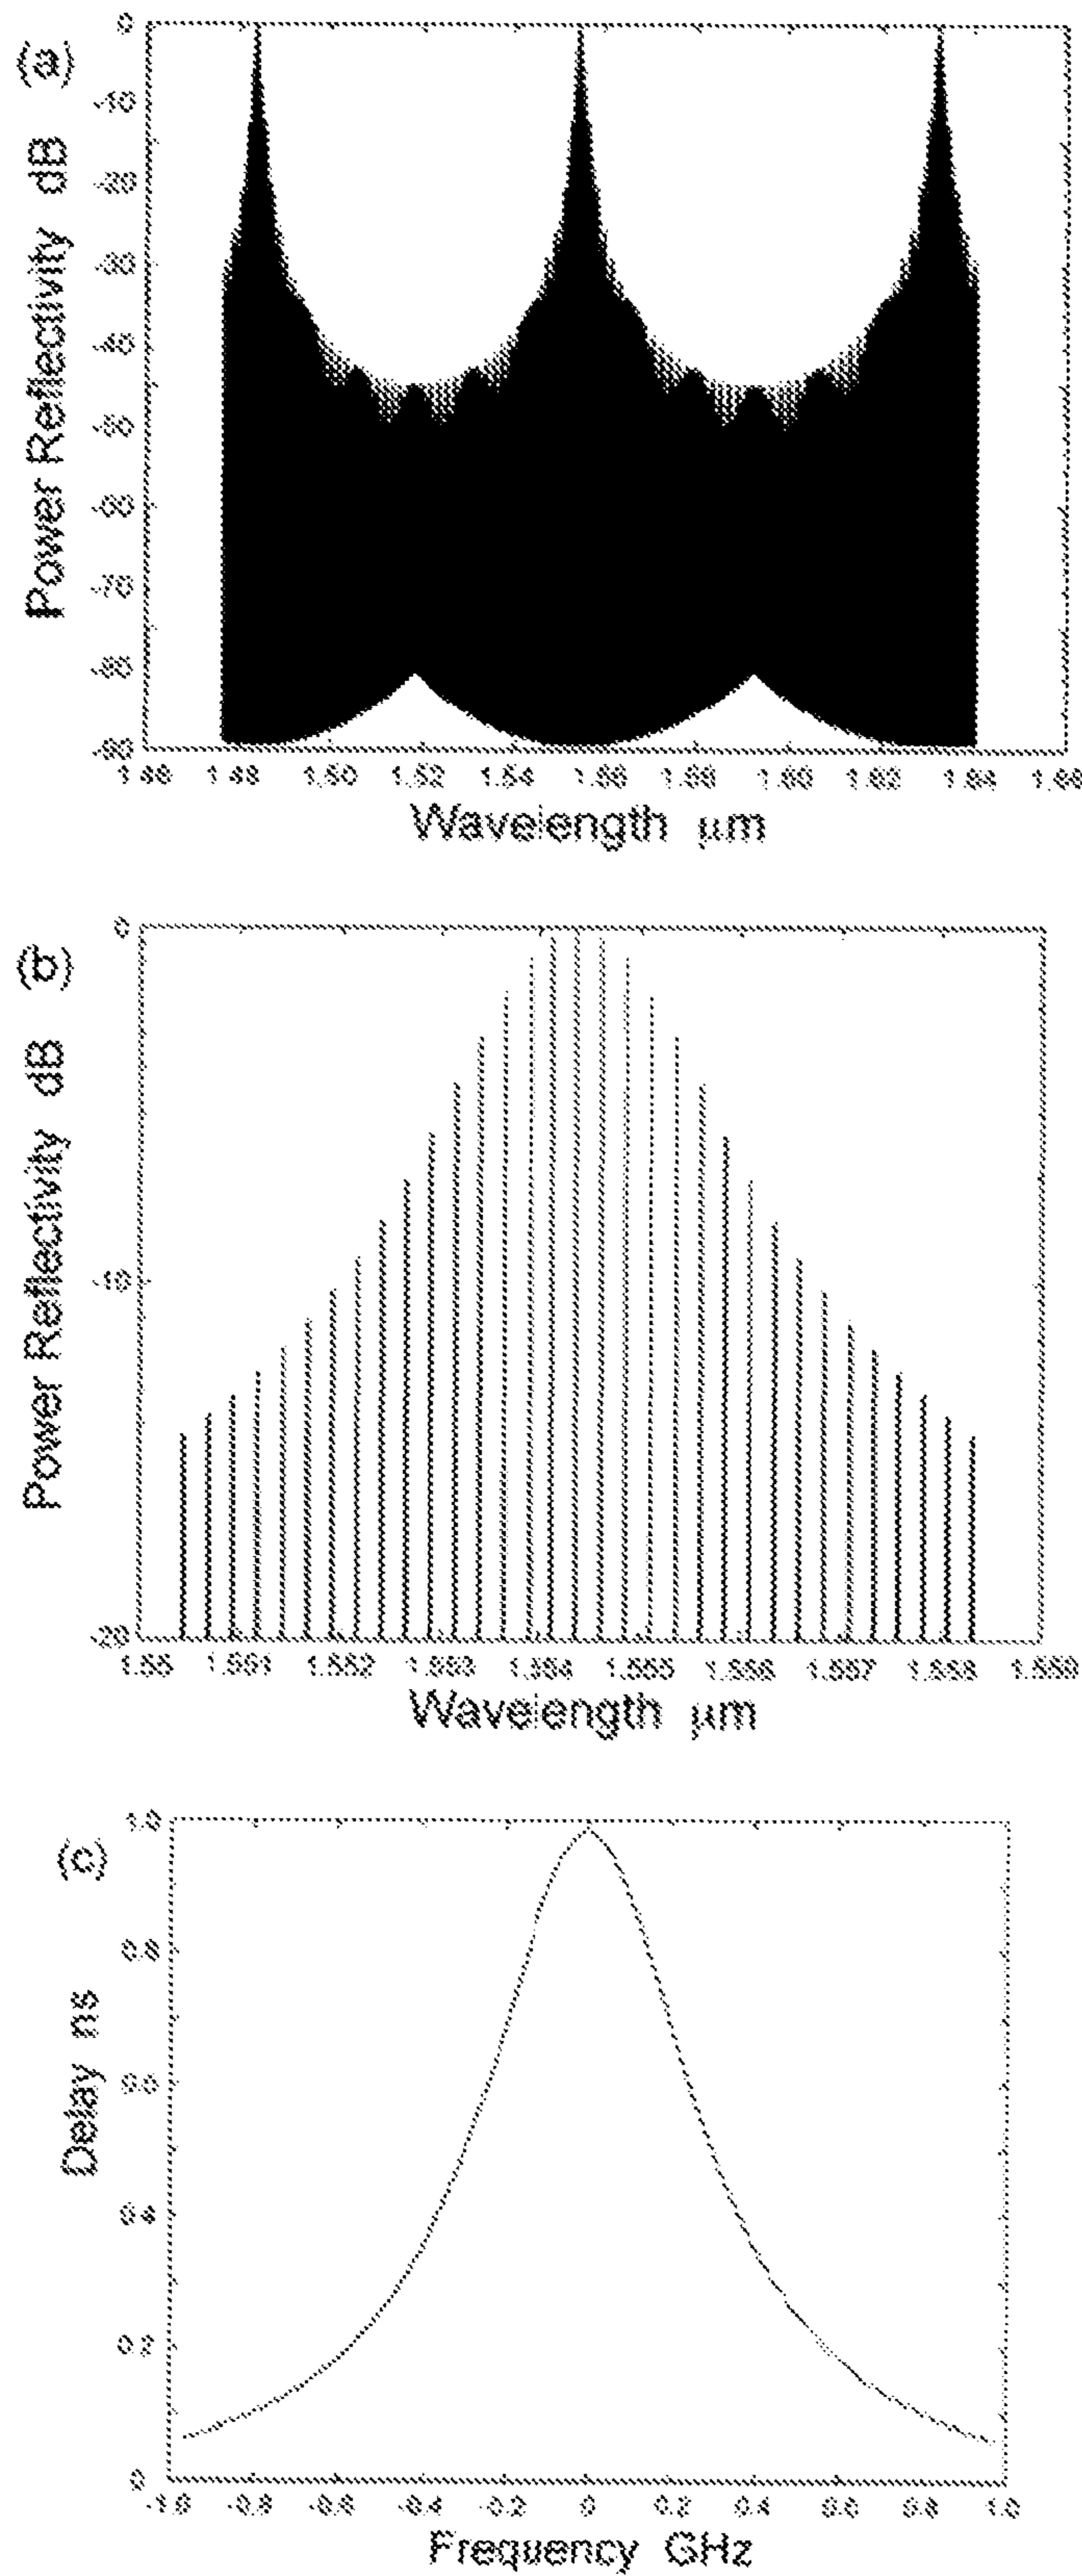 (a)
Power Reflectivity dB
0
-10
-20
-30
-40
-50
-60
-70
-80
-90
1.46 1.48 1.50 1.52 1.54 1.56 1.58 1.60 1.62 1.64 1.66
Wavelength μm
(b)
Power Reflectivity dB
0
-10
-20
1.55 1.551 1.552 1.553 1.554 1.555 1.556 1.557 1.558 1.559
Wavelength μm
(c)
Delay ns
1.0
0.8
0.6
0.4
0.2
0
-1.0 -0.8 -0.6 -0.4 -0.2 0 0.2 0.4 0.6 0.8 1.0
Frequency GHz